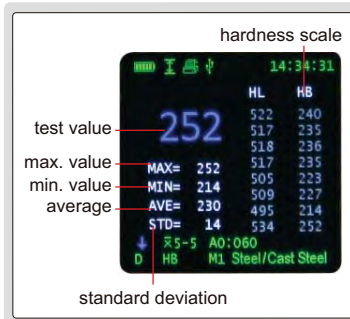 hardness scale
14:34:31
HL HB
522 240
517 235
518 236
517 235
505 223
509 227
495 214
534 252
test value
252
max. value
MAX= 252
min. value
MIN= 214
average
AVE= 230
STD= 14
x̅5-5 A0:060
D HB M1 Steel/Cast Steel
standard deviation